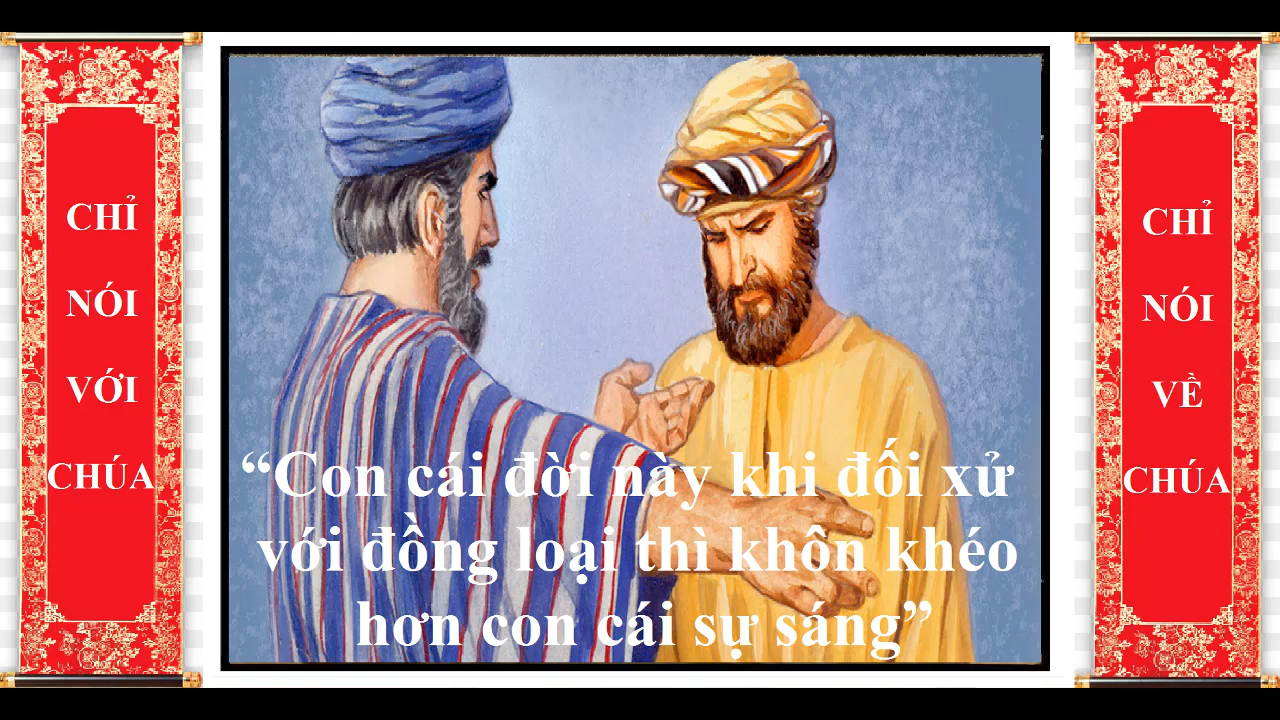 CHỈ
NÓI
VỚI
CHÚA
“Con cái đời này khi đối xử
với đồng loại thì khôn khéo
hơn con cái sự sáng”
CHỈ
NÓI
VỀ
CHÚA